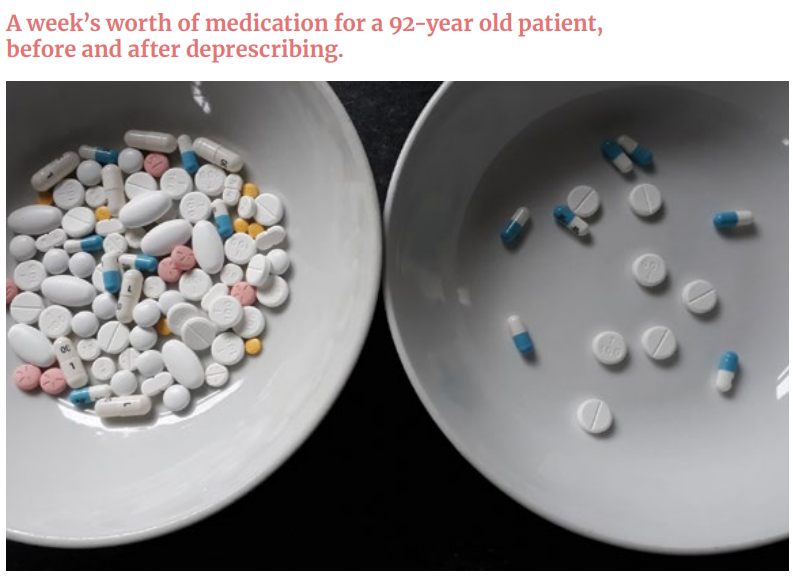 A week's worth of medication for a 92-year old patient,
before and after deprescribing.